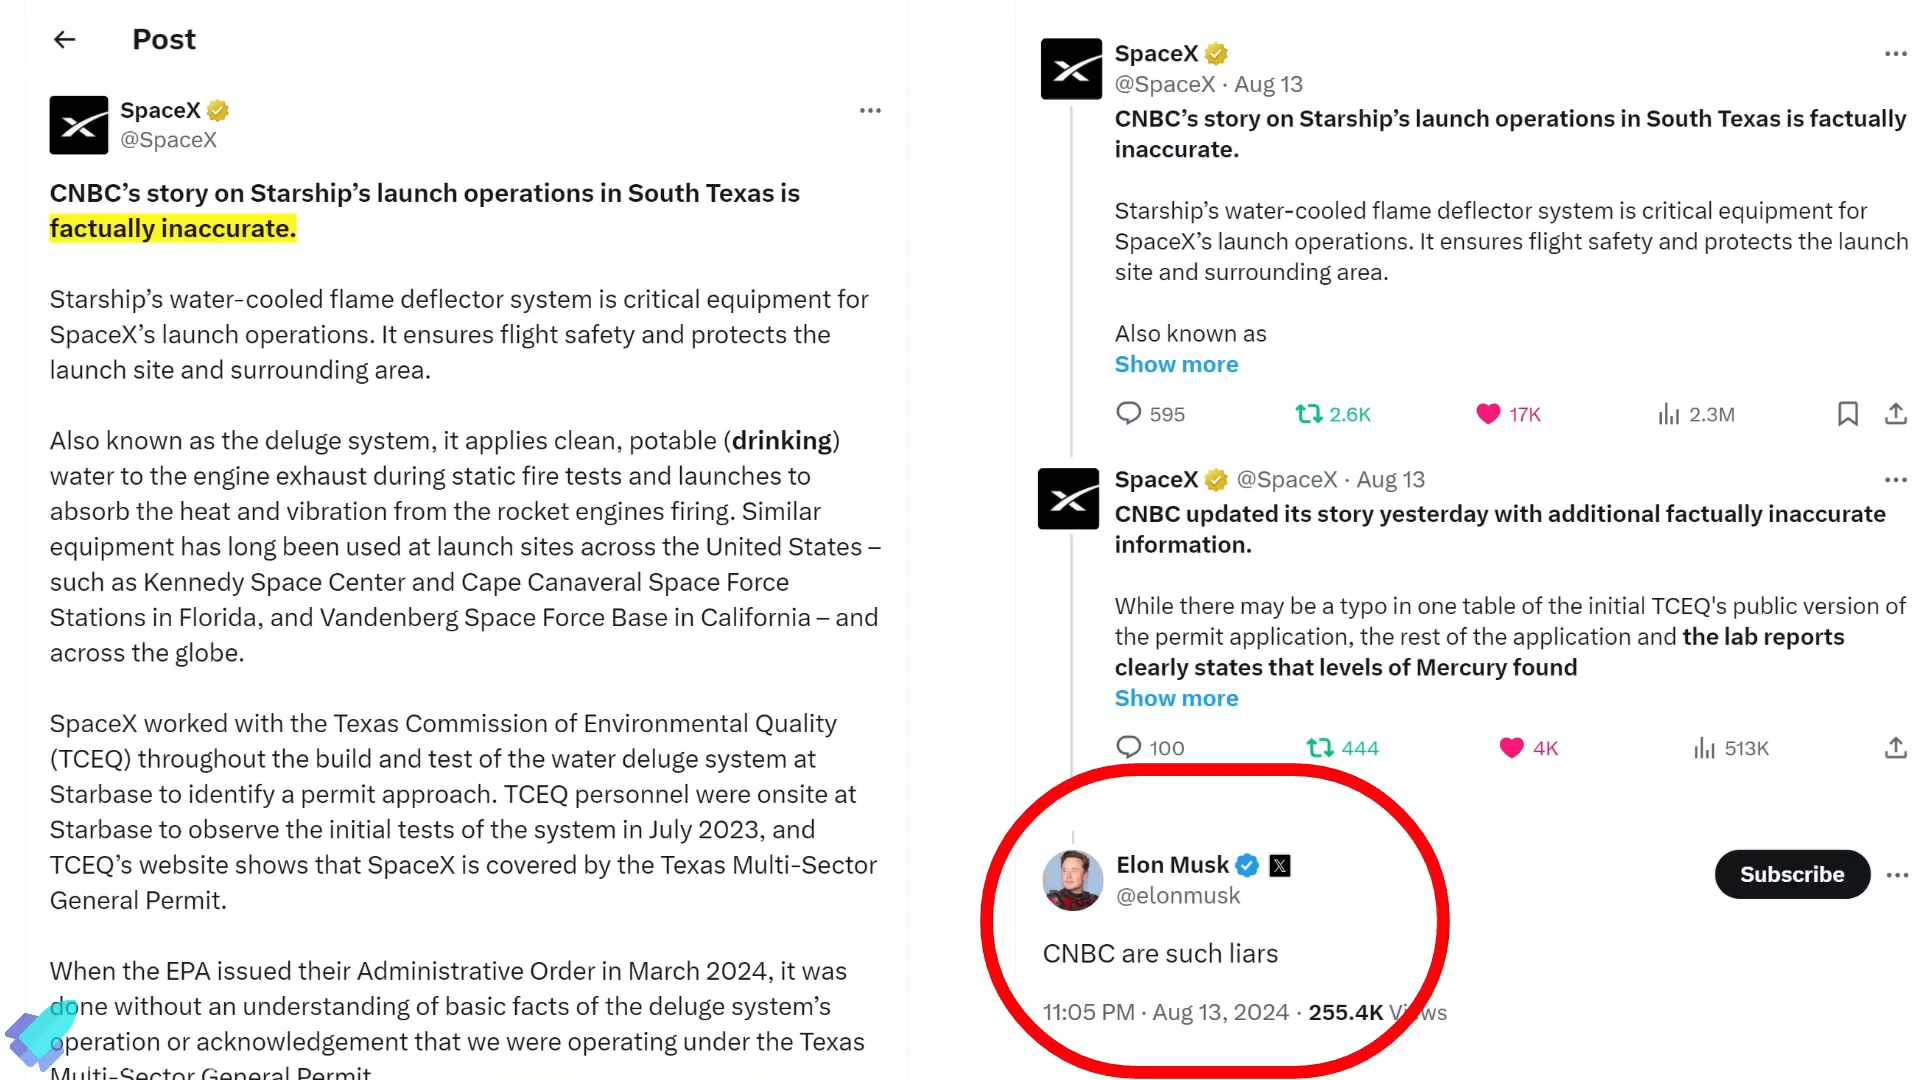 Post
SpaceX
@SpaceX
CNBC’s story on Starship’s launch operations in South Texas is
factually inaccurate.
Starship’s water-cooled flame deflector system is critical equipment for
SpaceX’s launch operations. It ensures flight safety and protects the
launch site and surrounding area.
Also known as the deluge system, it applies clean, potable (drinking)
water to the engine exhaust during static fire tests and launches to
absorb the heat and vibration from the rocket engines firing. Similar
equipment has long been used at launch sites across the United States –
such as Kennedy Space Center and Cape Canaveral Space Force
Stations in Florida, and Vandenberg Space Force Base in California – and
across the globe.
SpaceX worked with the Texas Commission of Environmental Quality
(TCEQ) throughout the build and test of the water deluge system at
Starbase to identify a permit approach. TCEQ personnel were onsite at
Starbase to observe the initial tests of the system in July 2023, and
TCEQ’s website shows that SpaceX is covered by the Texas Multi-Sector
General Permit.
When the EPA issued their Administrative Order in March 2024, it was
done without an understanding of basic facts of the deluge system’s
operation or acknowledgement that we were operating under the Texas
Multi-Sector General Permit.
SpaceX
@SpaceX · Aug 13
CNBC’s story on Starship’s launch operations in South Texas is factually
inaccurate.
Starship’s water-cooled flame deflector system is critical equipment for
SpaceX’s launch operations. It ensures flight safety and protects the launch
site and surrounding area.
Also known as
Show more
595 2.6K 17K 2.3M
SpaceX @SpaceX · Aug 13
CNBC updated its story yesterday with additional factually inaccurate
information.
While there may be a typo in one table of the initial TCEQ's public version of
the permit application, the rest of the application and the lab reports
clearly states that levels of Mercury found
Show more
100 444 4K 513K
Elon Musk
@elonmusk
Subscribe
CNBC are such liars
11:05 PM · Aug 13, 2024 · 255.4K Views